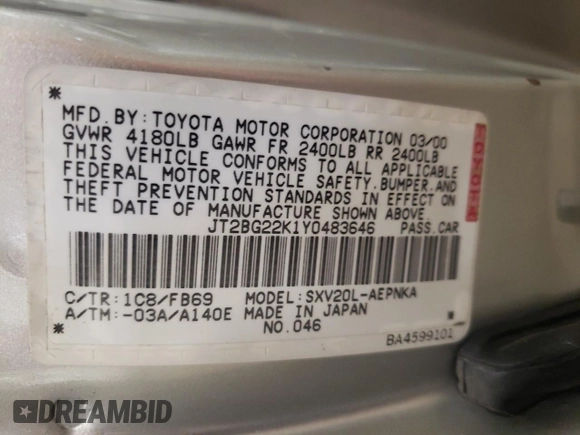 MFD. BY: TOYOTA MOTOR CORPORATION 03/00
GVWR 4180LB GAWR FR 2400LB RR 2400LB
THIS VEHICLE CONFORMS TO ALL APPLICABLE
FEDERAL MOTOR VEHICLE SAFETY, BUMPER, AND
THEFT PREVENTION STANDARDS IN EFFECT ON
THE DATE OF MANUFACTURE SHOWN ABOVE.
JT2BG22K1Y0483646 PASS. CAR
C/TR: 1C8/FB69 MODEL: SXV20L-AEPNKA
A/TM: -03A/A140E MADE IN JAPAN
NO. 046
BA4599101
DREAMBID